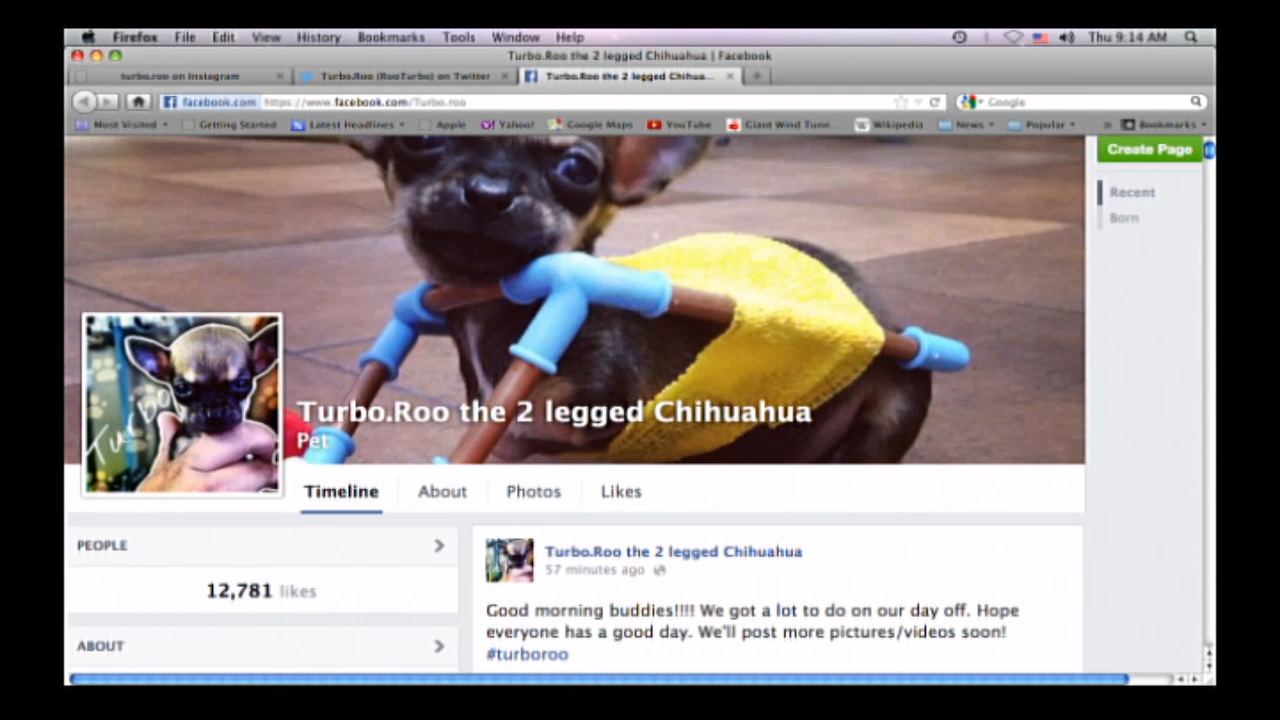 Firefox File Edit View History Bookmarks Tools Window Help Thu 9:14 AM
Turbo.Roo the 2 legged Chihuahua | Facebook
turbo.roo on Instagram Turbo.Roo (RooTurbo) on Twitter Turbo.Roo the 2 legged Chihua...
facebook.com https://www.facebook.com/Turbo.roo Google
Most Visited Getting Started Latest Headlines Apple Yahoo! Google Maps YouTube Giant Wind Tunn... Wikipedia News Popular Bookmarks
Create Page
Recent
Born
Turbo
Turbo.Roo the 2 legged Chihuahua
Pet
Timeline About Photos Likes
PEOPLE
12,781 likes
ABOUT
Turbo.Roo the 2 legged Chihuahua
57 minutes ago
Good morning buddies!!!! We got a lot to do on our day off. Hope
everyone has a good day. We'll post more pictures/videos soon!
#turboroo